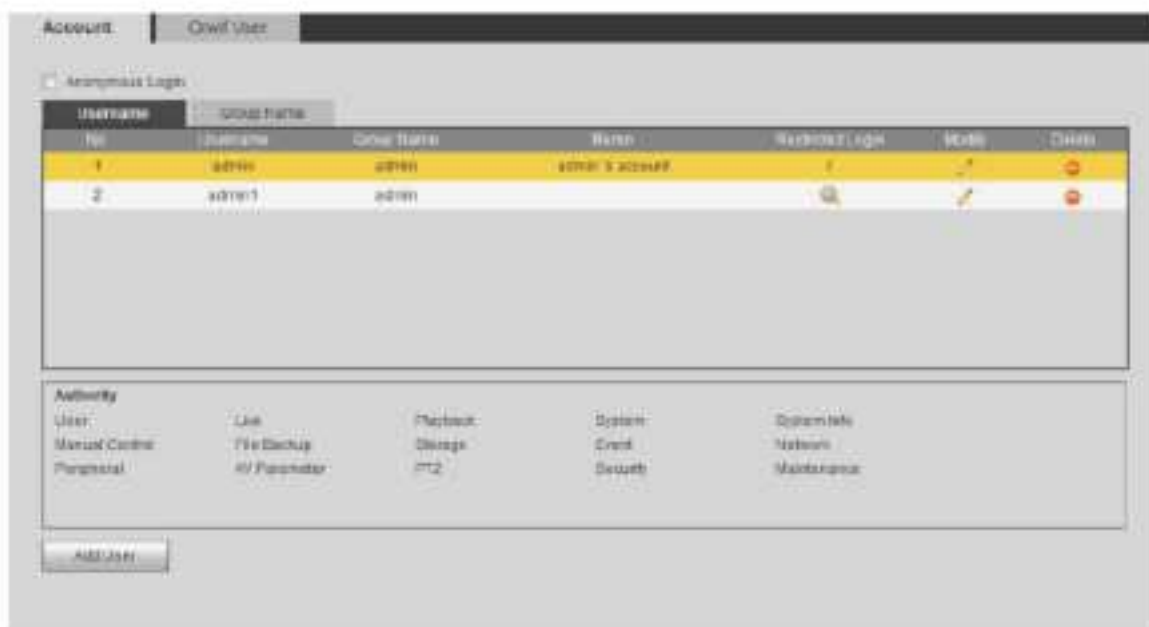 Account Onvif User
Anonymous Login
Username Group Name
No. Username Group Name Memo Restricted Login Modify Delete
1 admin admin admin 's account
2 admin1 admin
Authority
User Live Playback System System Info
Manual Control File Backup Storage Event Network
Peripheral AV Parameter PTZ Security Maintenance
Add User